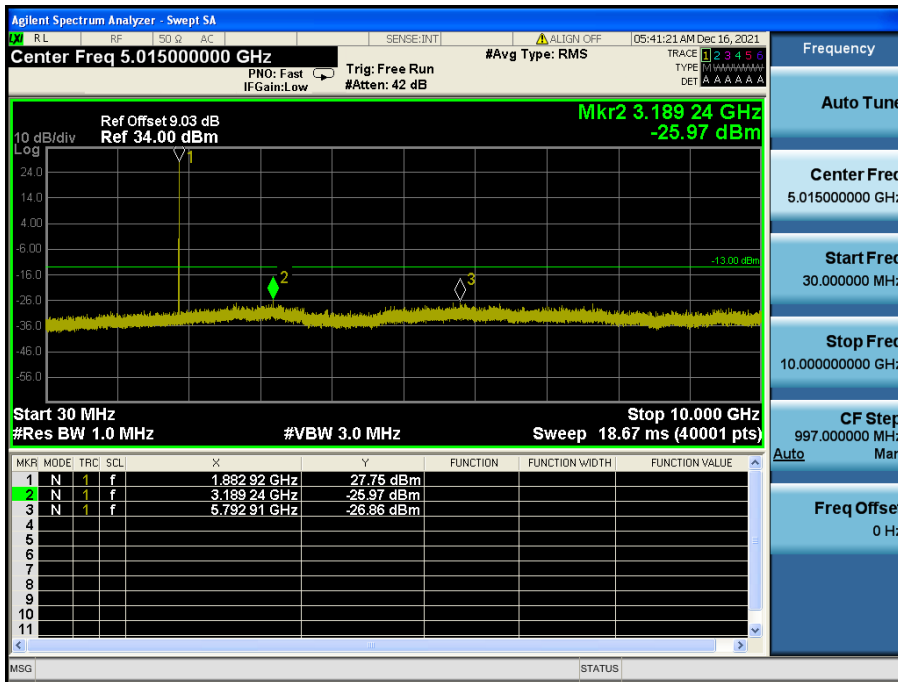 Agilent Spectrum Analyzer - Swept SA
LXI RL RF 50 Ω AC SENSE:INT ALIGN OFF 05:41:21 AM Dec 16, 2021
Center Freq 5.015000000 GHz
PNO: Fast
IFGain:Low
Trig: Free Run
#Atten: 42 dB
#Avg Type: RMS
TRACE 1 2 3 4 5 6
TYPE M WWWWW
DET A A A A A A
Mkr2 3.189 24 GHz
-25.97 dBm
Ref Offset 9.03 dB
10 dB/div Ref 34.00 dBm
Log
1
24.0
14.0
4.00
-6.00
-13.00 dBm
-16.0
2
3
-26.0
-36.0
-46.0
-56.0
Start 30 MHz Stop 10.000 GHz
#Res BW 1.0 MHz #VBW 3.0 MHz Sweep 18.67 ms (40001 pts)
MKR MODE TRC SCL X Y FUNCTION FUNCTION WIDTH FUNCTION VALUE
1 N 1 f 1.882 92 GHz 27.75 dBm
2 N 1 f 3.189 24 GHz -25.97 dBm
3 N 1 f 5.792 91 GHz -26.86 dBm
4
5
6
7
8
9
10
11
MSG STATUS
Frequency
Auto Tune
Center Freq
5.015000000 GHz
Start Freq
30.000000 MHz
Stop Freq
10.000000000 GHz
CF Step
997.000000 MHz
Auto Man
Freq Offset
0 Hz